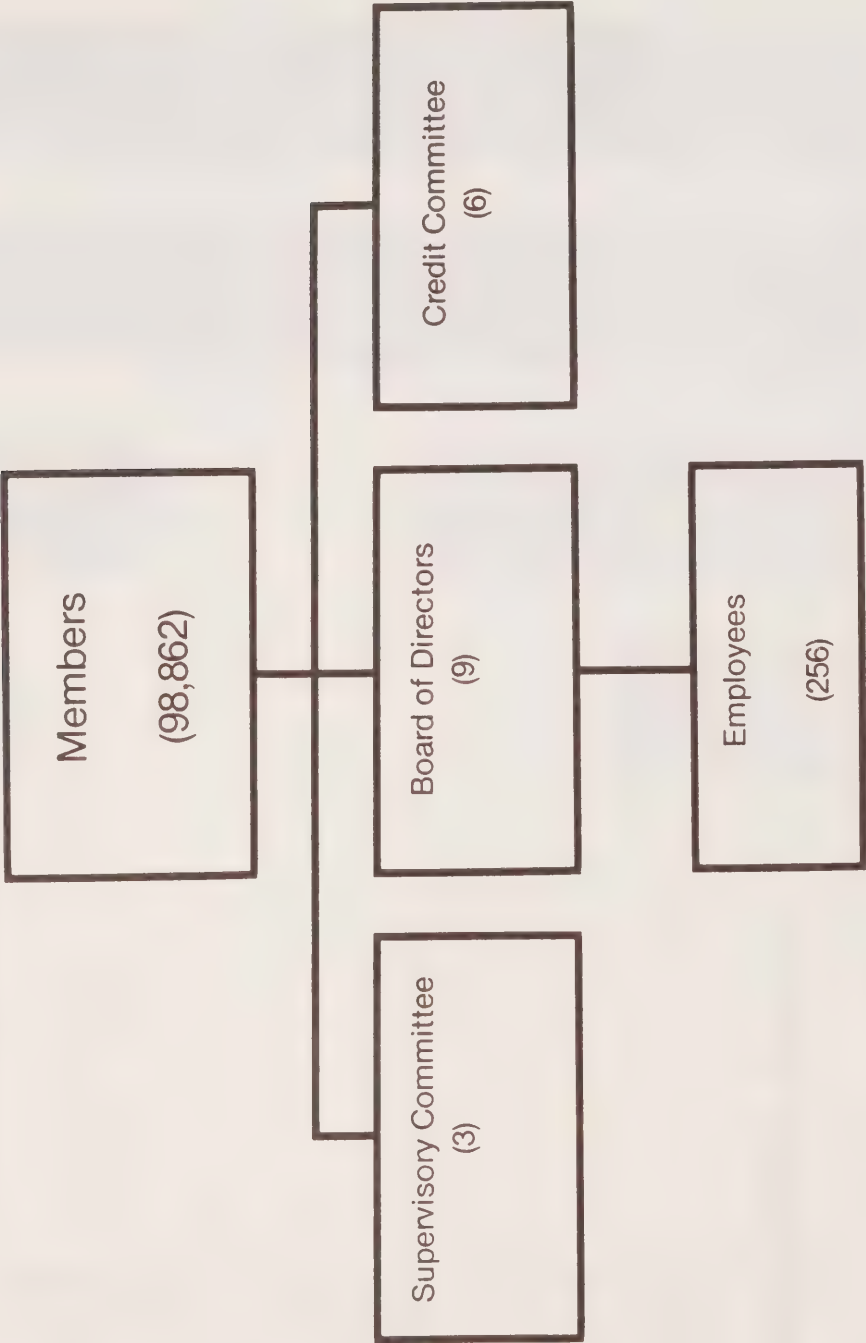 Members
(98,862)
Supervisory Committee
(3)
Board of Directors
(9)
Credit Committee
(6)
Employees
(256)